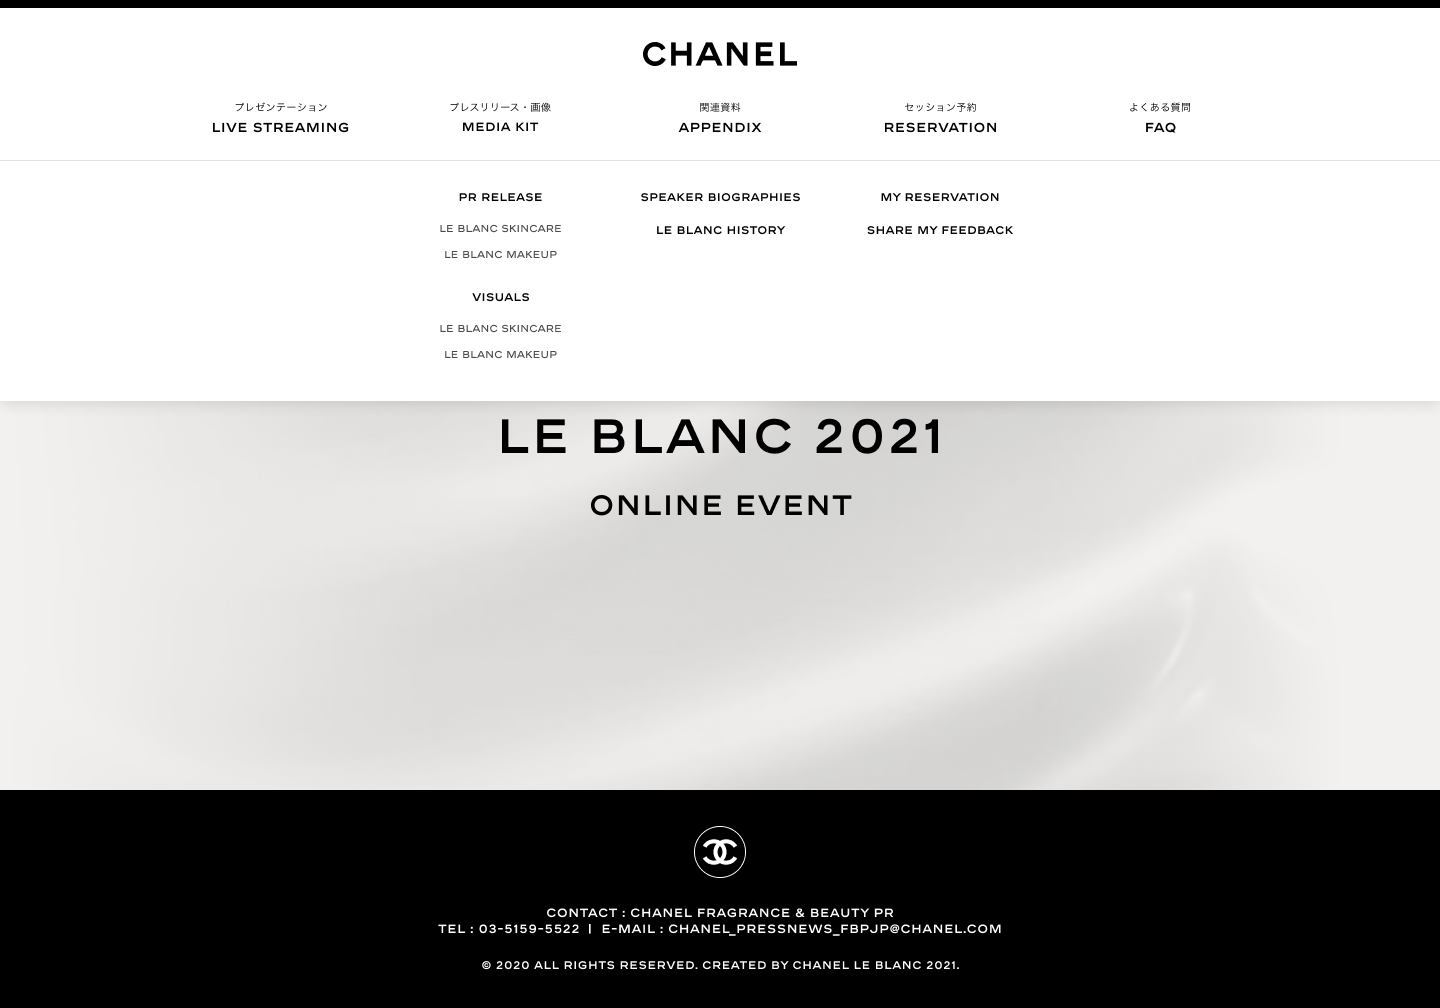 CHANEL
プレゼンテーション
LIVE STREAMING
プレスリリース・画像
MEDIA KIT
関連資料
APPENDIX
セッション予約
RESERVATION
よくある質問
FAQ
PR RELEASE
LE BLANC SKINCARE
LE BLANC MAKEUP
VISUALS
LE BLANC SKINCARE
LE BLANC MAKEUP
SPEAKER BIOGRAPHIES
LE BLANC HISTORY
MY RESERVATION
SHARE MY FEEDBACK
LE BLANC 2021
ONLINE EVENT
CONTACT : CHANEL FRAGRANCE & BEAUTY PR
TEL : 03-5159-5522 | E-MAIL : CHANEL_PRESSNEWS_FBPJP@CHANEL.COM
© 2020 ALL RIGHTS RESERVED. CREATED BY CHANEL LE BLANC 2021.